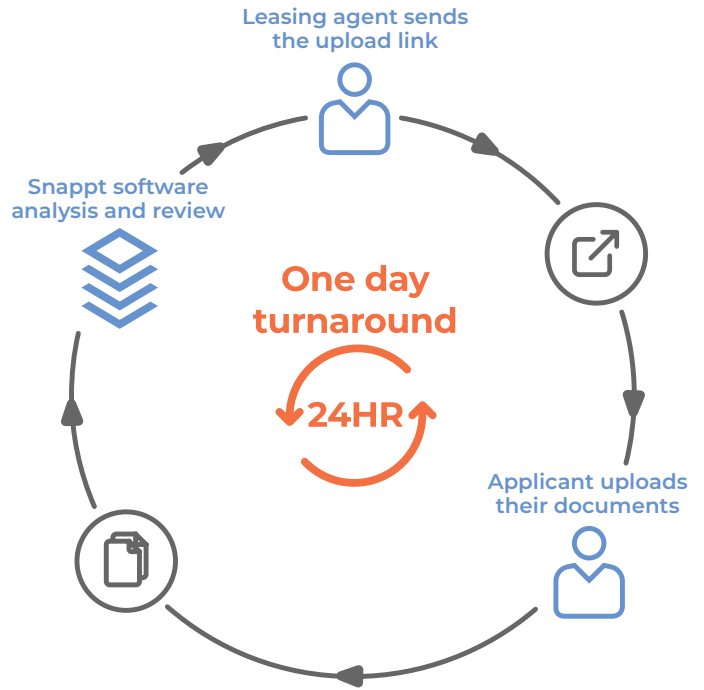 Leasing agent sends
the upload link
Snappt software
analysis and review
One day
turnaround
24HR
Applicant uploads
their documents